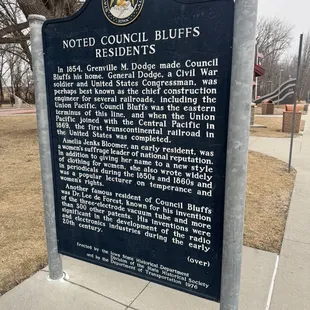 NOTED COUNCIL BLUFFS
RESIDENTS
In 1854, Grenville M. Dodge made Council
Bluffs his home. General Dodge, a Civil War
soldier and United States Congressman, was
perhaps best known as the chief construction
engineer for several railroads, including the
Union Pacific. Council Bluffs was the eastern
terminus of this line, and when the Union
Pacific joined with the Central Pacific in
1869, the first transcontinental railroad in
the United States was completed.
Amelia Jenks Bloomer, an early resident, was
a women's suffrage leader of national reputation.
In addition to giving her name to a new style
of clothing for women, she also wrote widely
in periodicals during the 1850s and 1860s and
was a popular lecturer on temperance and
women's rights.
Another famous resident of Council Bluffs
was Dr. Lee de Forest, known for his invention
of the three-electrode vacuum tube and more
than 300 other patents. His inventions were
significant in the development of the radio
and electronics industries during the early
20th century.
(over)
Erected by the Iowa State Historical Department
Division of the State Historical Society
and by the Department of Transportation 1976